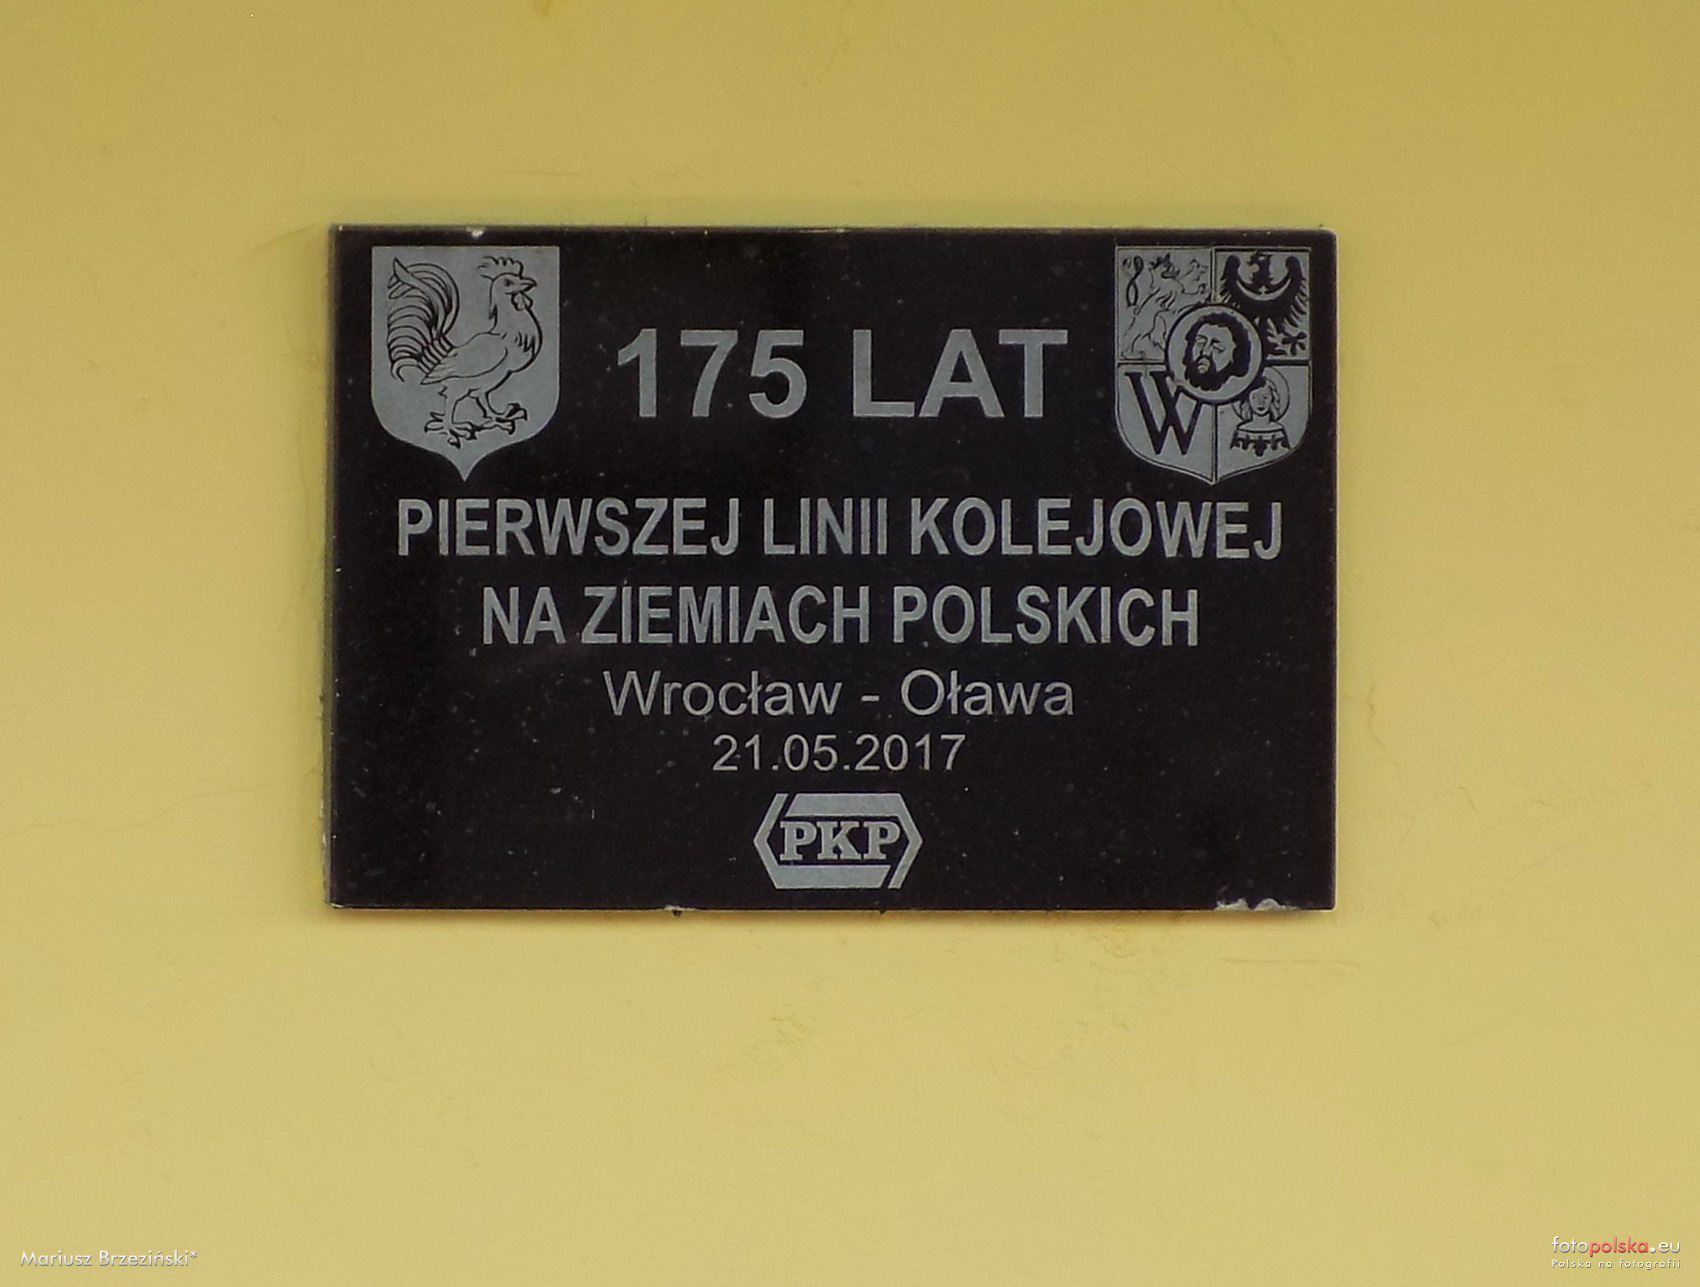 175 LAT
W
PIERWSZEJ LINII KOLEJOWEJ
NA ZIEMIACH POLSKICH
Wrocław - Oława
21.05.2017
PKP
Mariusz Brzeziński*
fotopolska.eu
Polska na fotografii